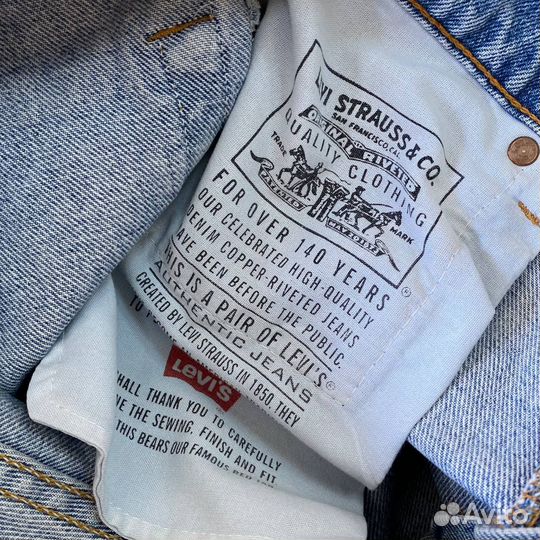 LEVI STRAUSS & CO.
SAN FRANCISCO, CAL.
ORIGINAL RIVETED
QUALITY CLOTHING
TRADE MARK
PATENTED
FOR OVER 140 YEARS
OUR CELEBRATED HIGH-QUALITY
DENIM COPPER RIVETED JEANS
HAVE BEEN BEFORE THE PUBLIC.
THIS IS A PAIR OF LEVI'S®
AUTHENTIC JEANS
CREATED BY LEVI STRAUSS IN 1850. THEY
LEVI'S
SHALL THANK YOU TO CAREFULLY
THE SEWING. FINISH AND FIT
THIS BEARS OUR FAMOUS RED
Avito